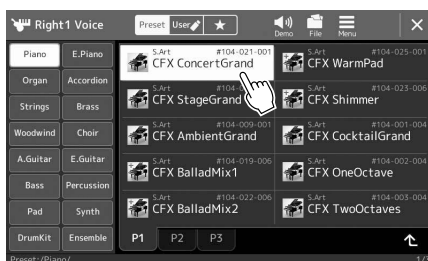 Right1 Voice Preset User ★ Demo File Menu
Piano E.Piano
Organ Accordion
Strings Brass
Woodwind Choir
A.Guitar E.Guitar
Bass Percussion
Pad Synth
DrumKit Ensemble
S.Art #104-021-001
CFX ConcertGrand
S.Art #104-025-001
CFX WarmPad
S.Art
CFX StageGrand
S.Art #104-023-006
CFX Shimmer
S.Art #104-009-001
CFX AmbientGrand
S.Art #104-001-004
CFX CocktailGrand
S.Art #104-019-006
CFX BalladMix1
S.Art #104-002-004
CFX OneOctave
S.Art #104-022-006
CFX BalladMix2
S.Art #104-003-004
CFX TwoOctaves
P1 P2 P3
Preset:/Piano/